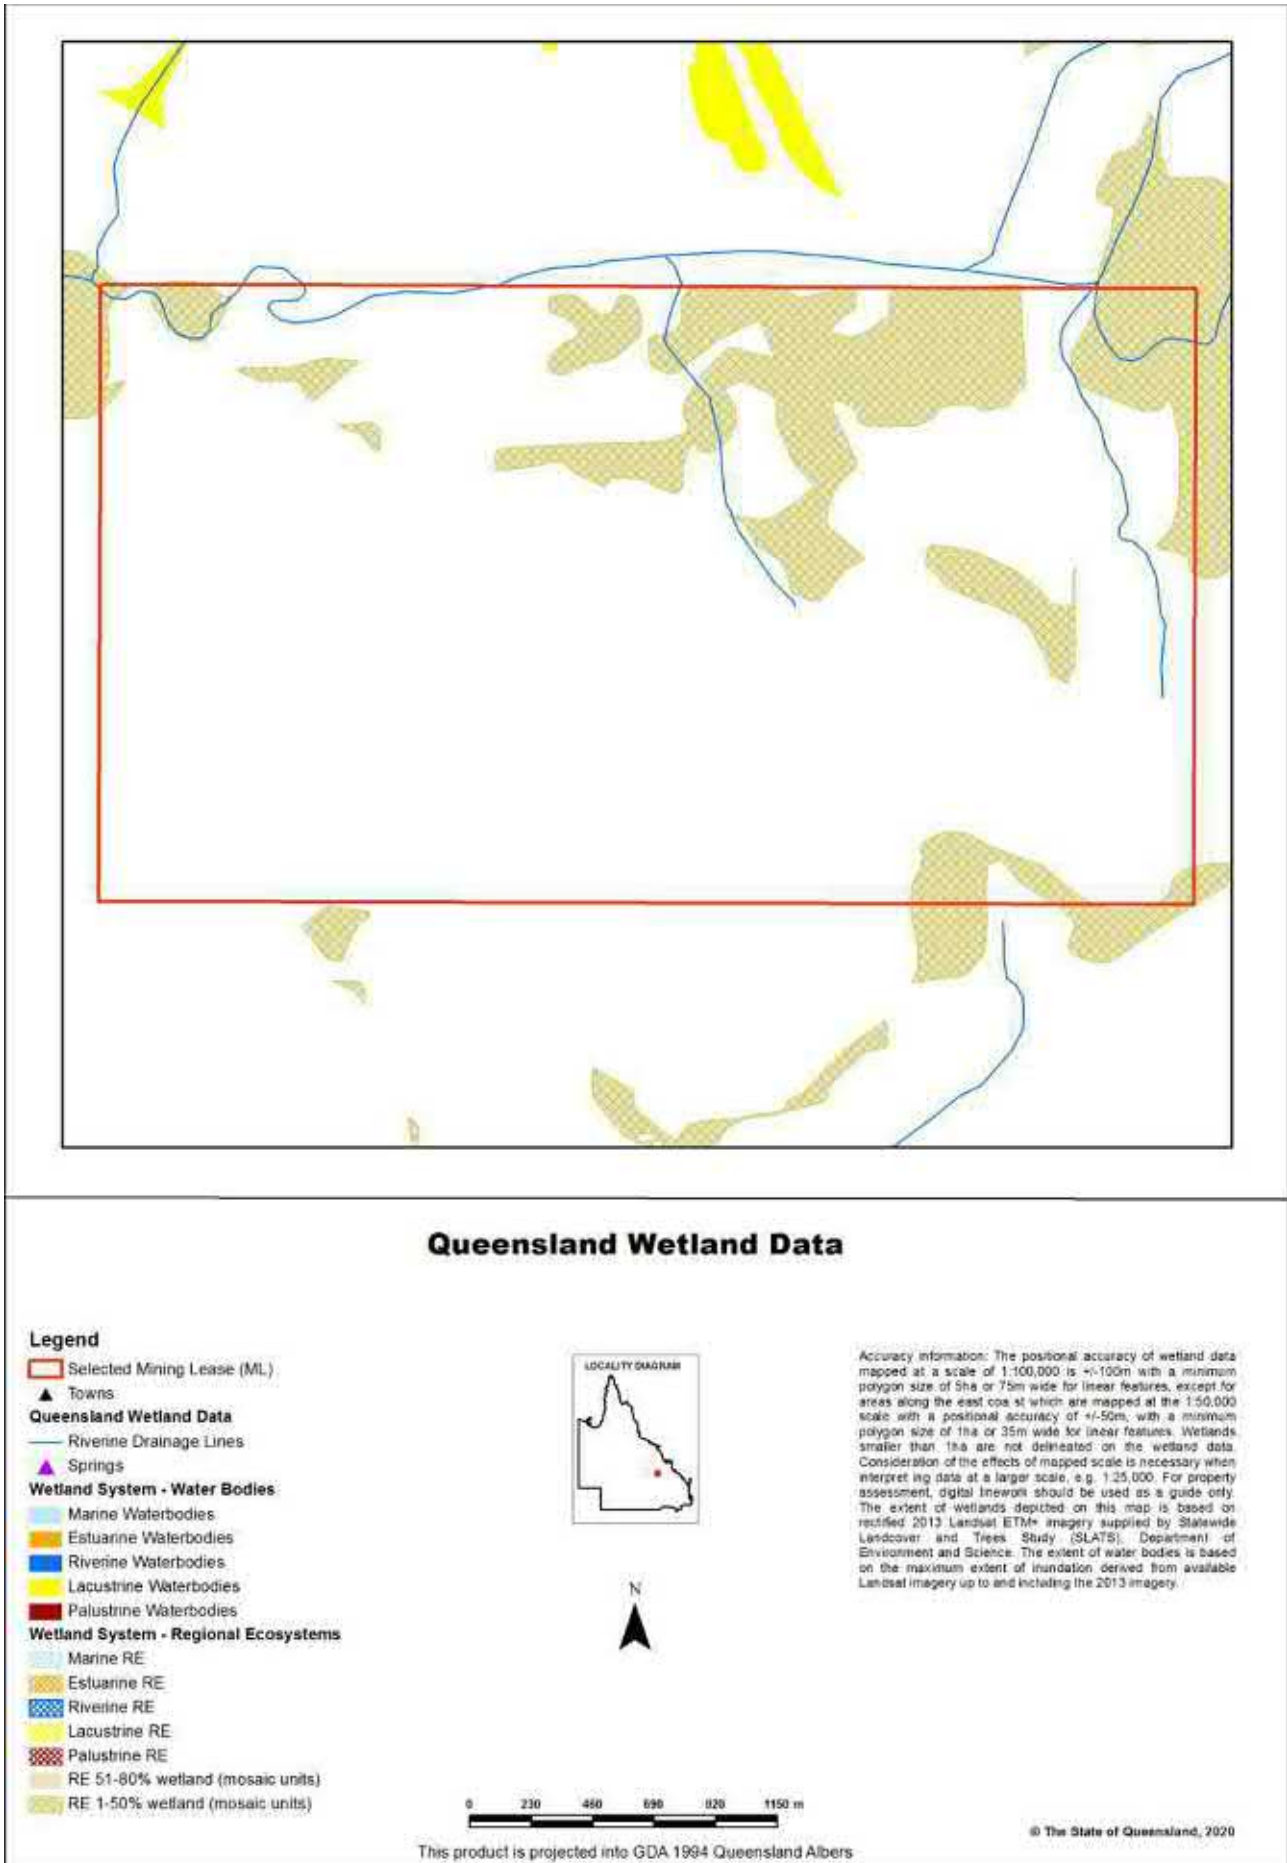 Queensland Wetland Data
Legend
Selected Mining Lease (ML)
Towns
Queensland Wetland Data
Riverine Drainage Lines
Springs
Wetland System - Water Bodies
Marine Waterbodies
Estuarine Waterbodies
Riverine Waterbodies
Lacustrine Waterbodies
Palustrine Waterbodies
Wetland System - Regional Ecosystems
Marine RE
Estuarine RE
Riverine RE
Lacustrine RE
Palustrine RE
RE 51-80% wetland (mosaic units)
RE 1-50% wetland (mosaic units)
LOCALITY DIAGRAM
N
0 230 460 690 920 1150 m
This product is projected into GDA 1994 Queensland Albers
Accuracy information: The positional accuracy of wetland data
mapped at a scale of 1:100,000 is +/-100m with a minimum
polygon size of 5ha or 75m wide for linear features, except for
areas along the east coa st which are mapped at the 1:50,000
scale with a positional accuracy of +/-50m, with a minimum
polygon size of 1ha or 35m wide for linear features. Wetlands
smaller than 1ha are not delineated on the wetland data.
Consideration of the effects of mapped scale is necessary when
interpret ing data at a larger scale, e.g. 1:25,000. For property
assessment, digital linework should be used as a guide only.
The extent of wetlands depicted on this map is based on
rectified 2013 Landsat ETM+ imagery supplied by Statewide
Landcover and Trees Study (SLATS), Department of
Environment and Science. The extent of water bodies is based
on the maximum extent of inundation derived from available
Landsat imagery up to and including the 2013 imagery.
© The State of Queensland, 2020